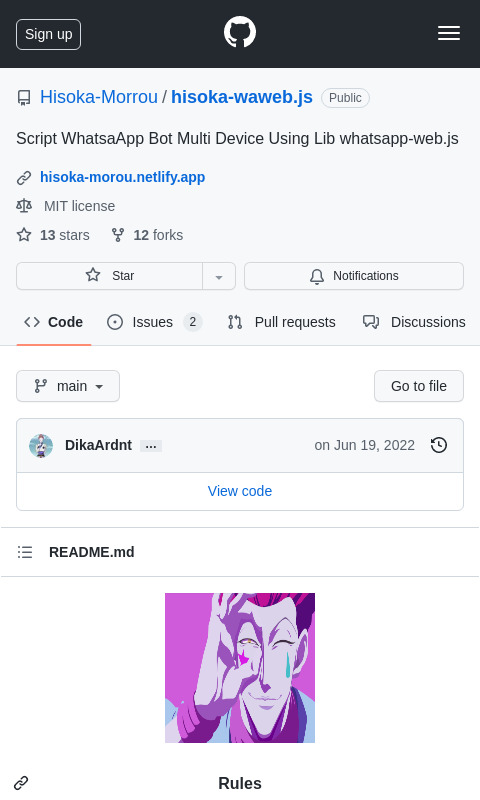 Sign up
Hisoka-Morrou / hisoka-waweb.js Public
Script WhatsaApp Bot Multi Device Using Lib whatsapp-web.js
hisoka-morou.netlify.app
MIT license
13 stars 12 forks
Star Notifications
Code Issues 2 Pull requests Discussions
main Go to file
DikaArdnt ... on Jun 19, 2022
View code
README.md
Rules